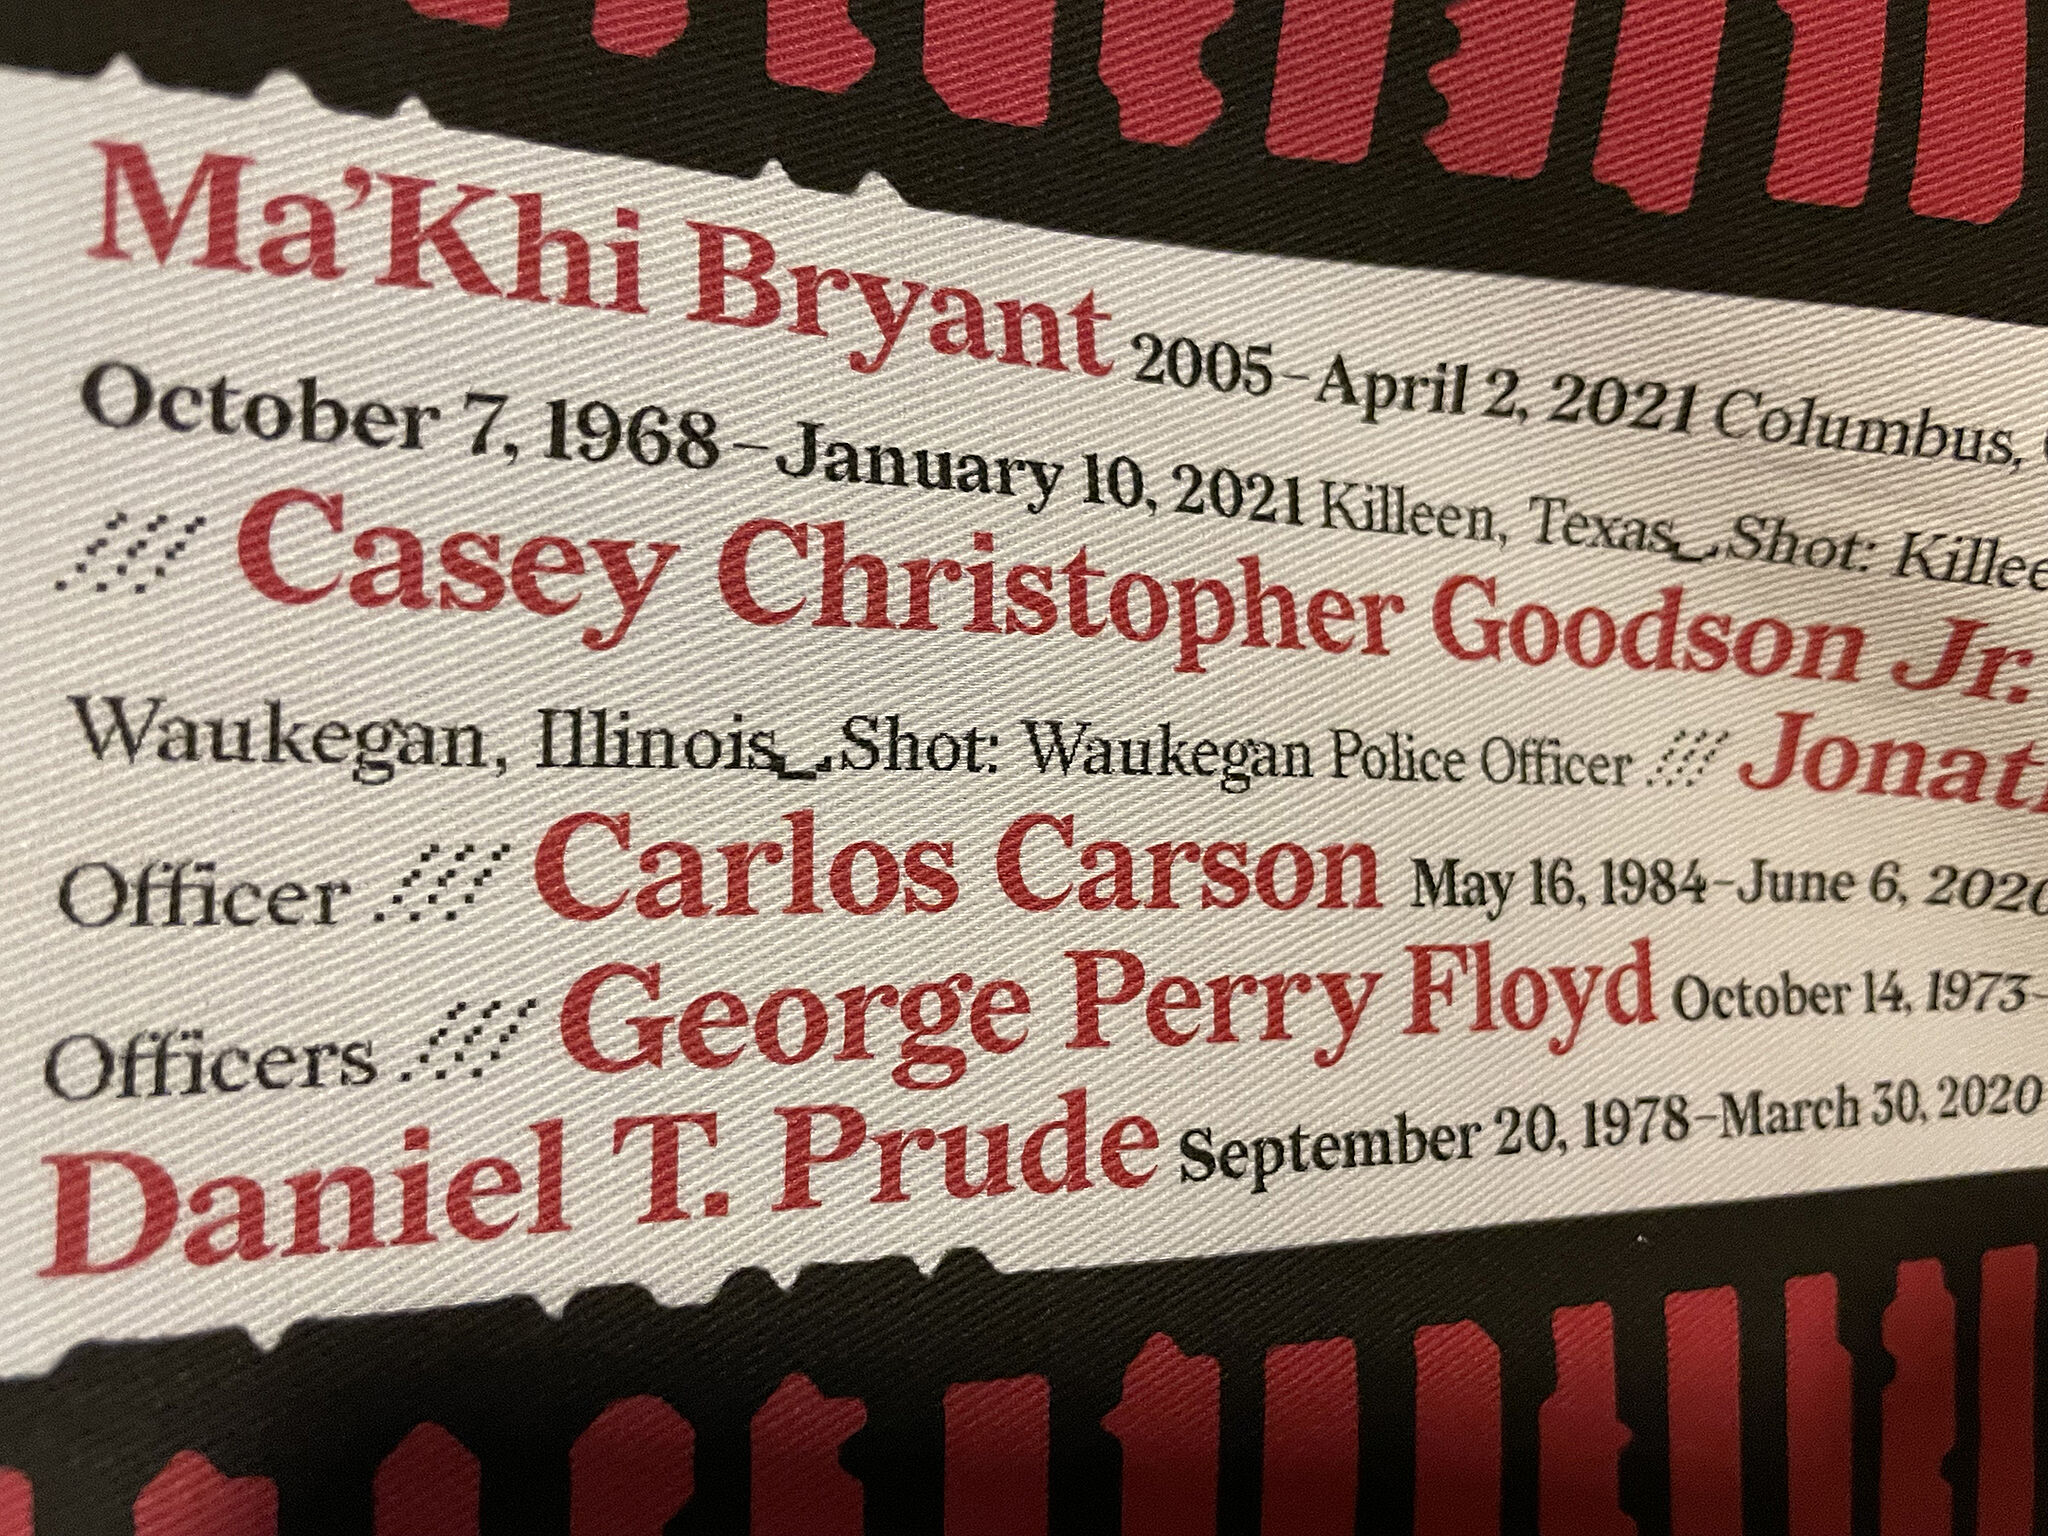 Ma’Khi Bryant 2005–April 2, 2021 Columbus,
October 7, 1968–January 10, 2021 Killeen, Texas Shot:
Casey Christopher Goodson Jr.
Waukegan, Illinois Shot: Waukegan Police Officer
Officer Carlos Carson May 16, 1984–June 6, 2020
Officers George Perry Floyd October 14, 1973–
Daniel T. Prude September 20, 1978–March 30, 2020